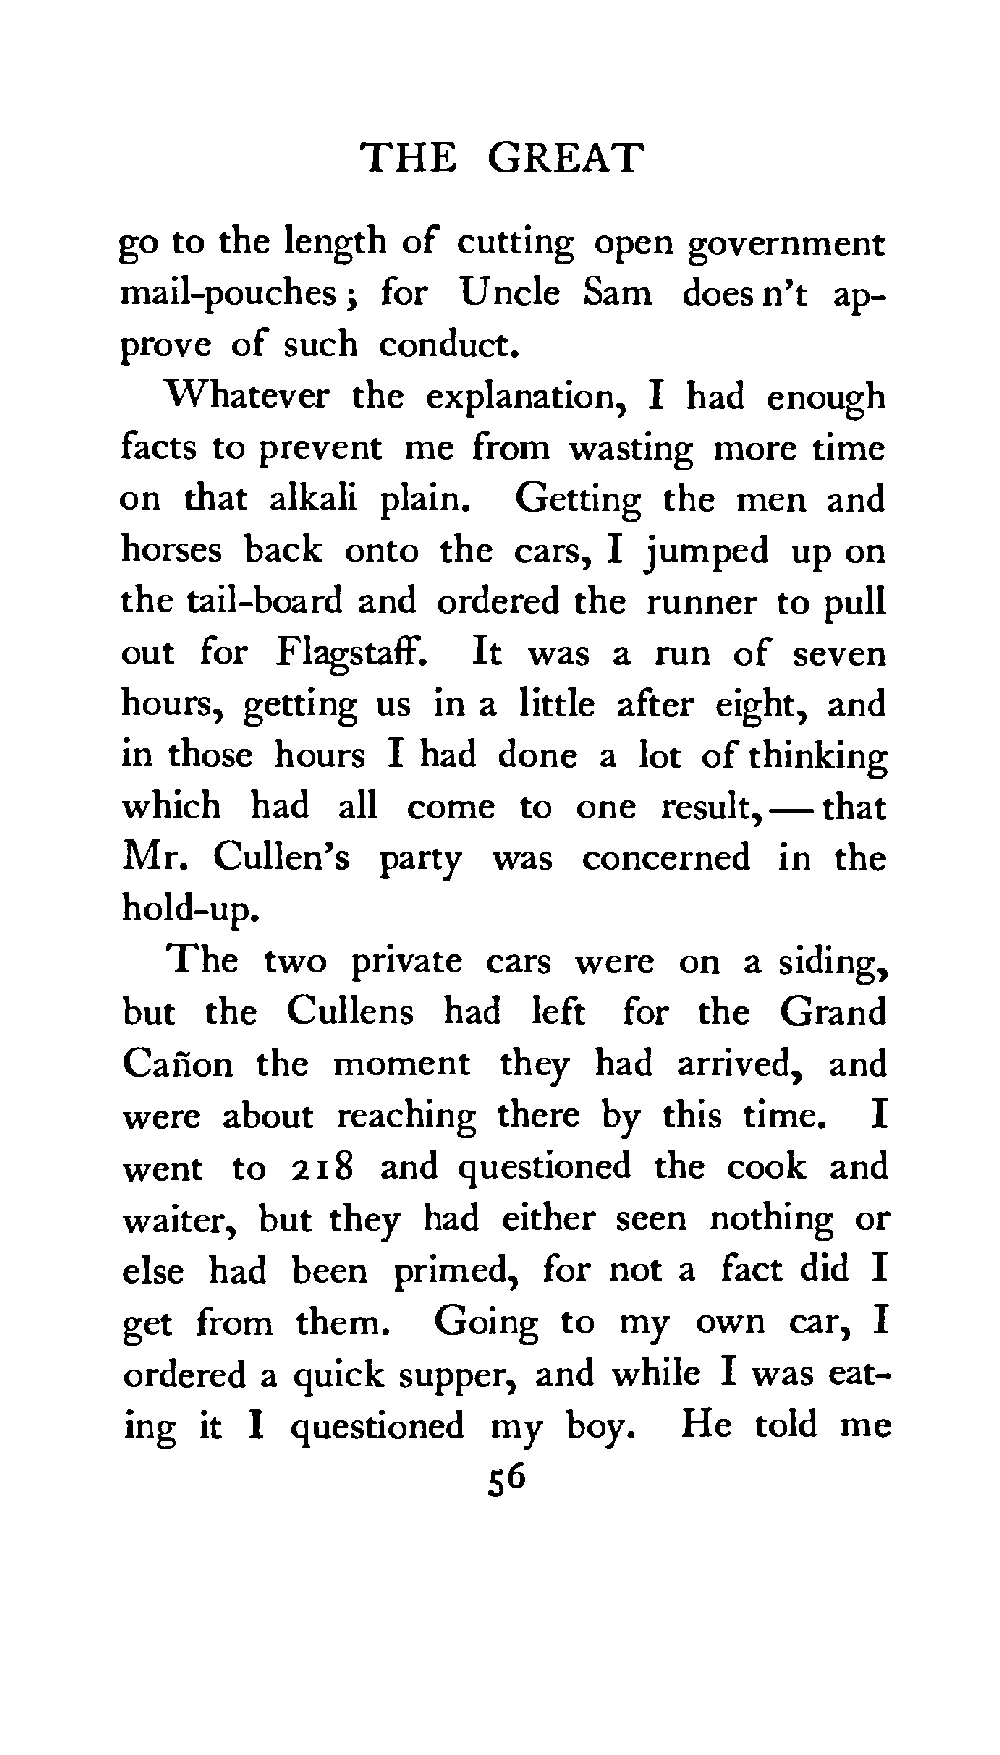 THE GREAT
go to the length of cutting open government
mail-pouches; for Uncle Sam does n't ap-
prove of such conduct.
Whatever the explanation, I had enough
facts to prevent me from wasting more time
on that alkali plain. Getting the men and
horses back onto the cars, I jumped up on
the tail-board and ordered the runner to pull
out for Flagstaff. It was a run of seven
hours, getting us in a little after eight, and
in those hours I had done a lot of thinking
which had all come to one result,—that
Mr. Cullen's party was concerned in the
hold-up.
The two private cars were on a siding,
but the Cullens had left for the Grand
Cañon the moment they had arrived, and
were about reaching there by this time. I
went to 218 and questioned the cook and
waiter, but they had either seen nothing or
else had been primed, for not a fact did I
get from them. Going to my own car, I
ordered a quick supper, and while I was eat-
ing it I questioned my boy. He told me
56